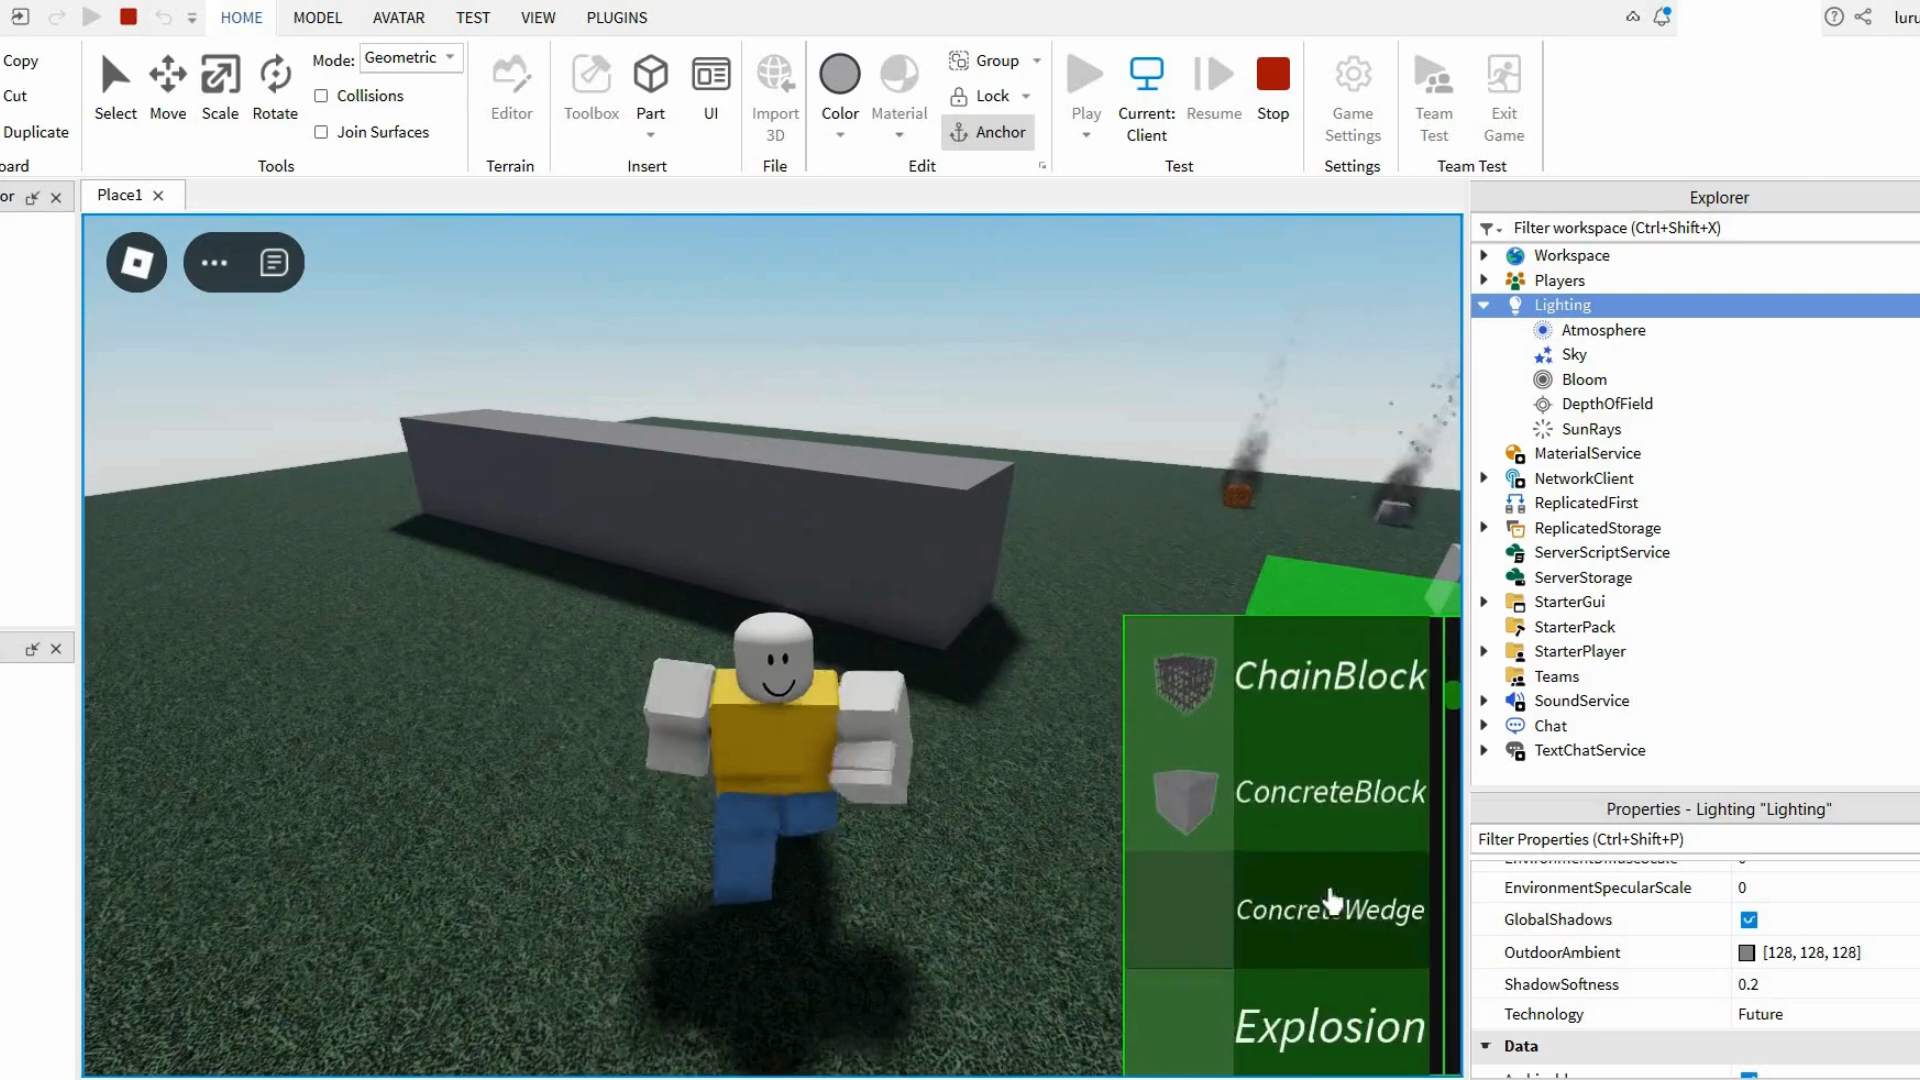 HOME MODEL AVATAR TEST VIEW PLUGINS
luru
Copy
Cut
Duplicate
oard
Select
Move
Scale
Rotate
Mode: Geometric
Collisions
Join Surfaces
Tools
Editor
Terrain
Toolbox
Part
UI
Insert
Import
3D
File
Color
Material
Group
Lock
Anchor
Edit
Play
Current:
Client
Resume
Stop
Test
Game
Settings
Settings
Team
Test
Exit
Game
Team Test
or
Place1
ChainBlock
ConcreteBlock
ConcreteWedge
Explosion
Explorer
Filter workspace (Ctrl+Shift+X)
Workspace
Players
Lighting
Atmosphere
Sky
Bloom
DepthOfField
SunRays
MaterialService
NetworkClient
ReplicatedFirst
ReplicatedStorage
ServerScriptService
ServerStorage
StarterGui
StarterPack
StarterPlayer
Teams
SoundService
Chat
TextChatService
Properties - Lighting "Lighting"
Filter Properties (Ctrl+Shift+P)
EnvironmentSpecularScale 0
GlobalShadows
OutdoorAmbient [128, 128, 128]
ShadowSoftness 0.2
Technology Future
Data